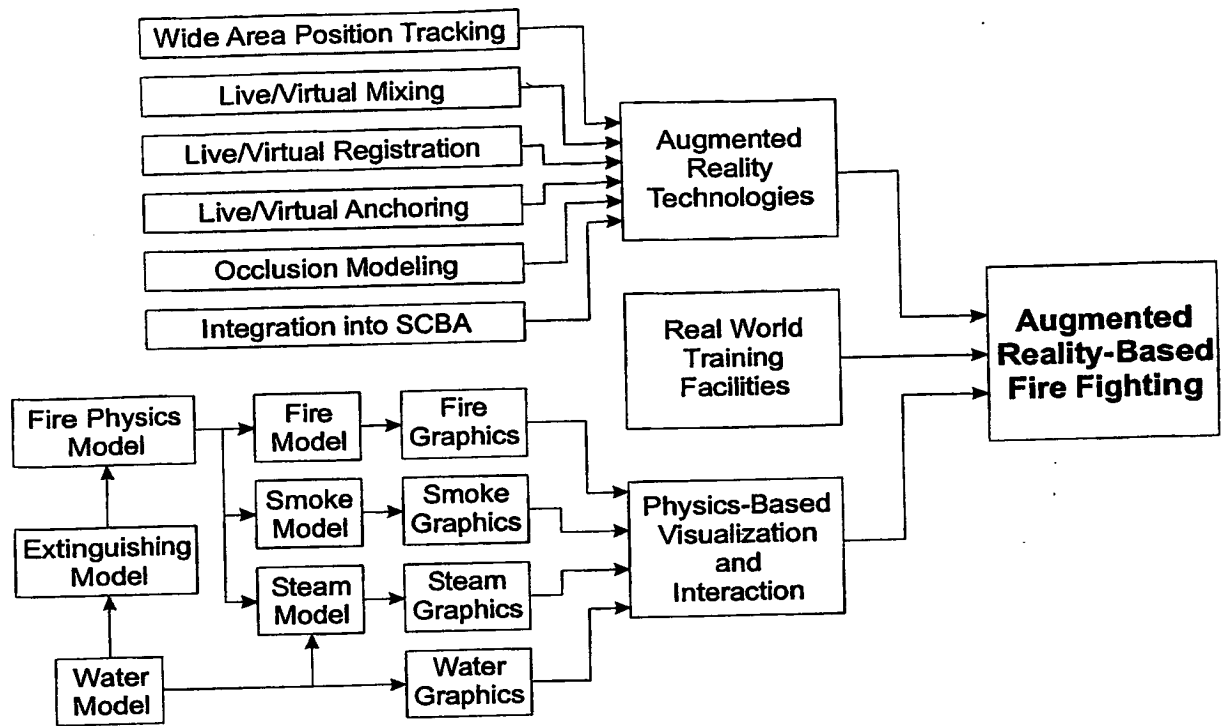 Wide Area Position Tracking
Live/Virtual Mixing
Live/Virtual Registration
Live/Virtual Anchoring
Occlusion Modeling
Integration into SCBA
Augmented
Reality
Technologies
Real World
Training
Facilities
Augmented
Reality-Based
Fire Fighting
Fire Physics
Model
Fire
Model
Fire
Graphics
Extinguishing
Model
Smoke
Model
Smoke
Graphics
Steam
Model
Steam
Graphics
Water
Model
Water
Graphics
Physics-Based
Visualization
and
Interaction